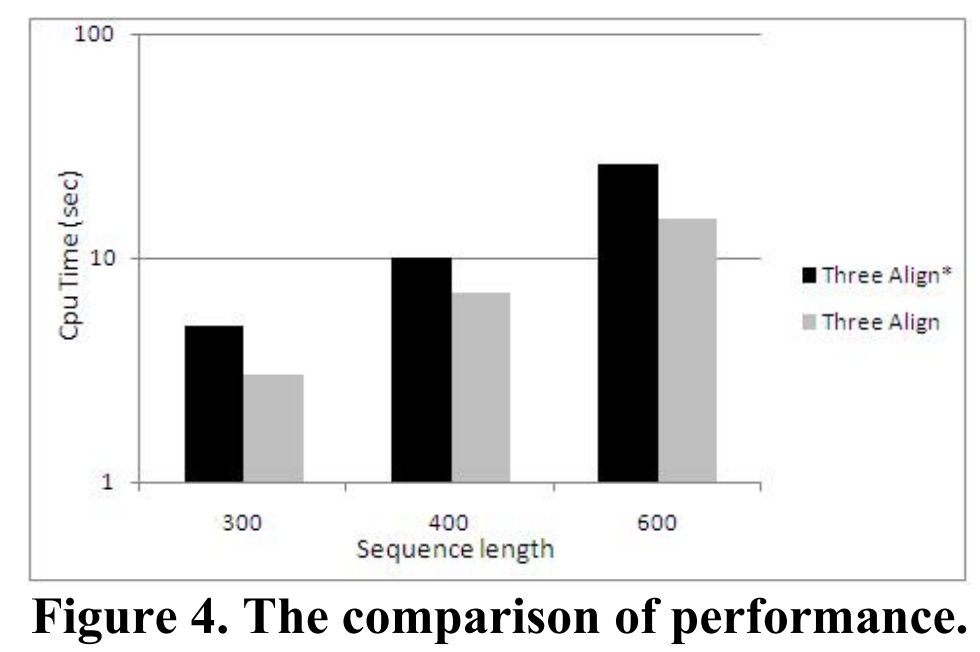 100
10
1
Cpu Time (sec)
300
400
600
Sequence length
Three Align*
Three Align
Figure 4. The comparison of performance.